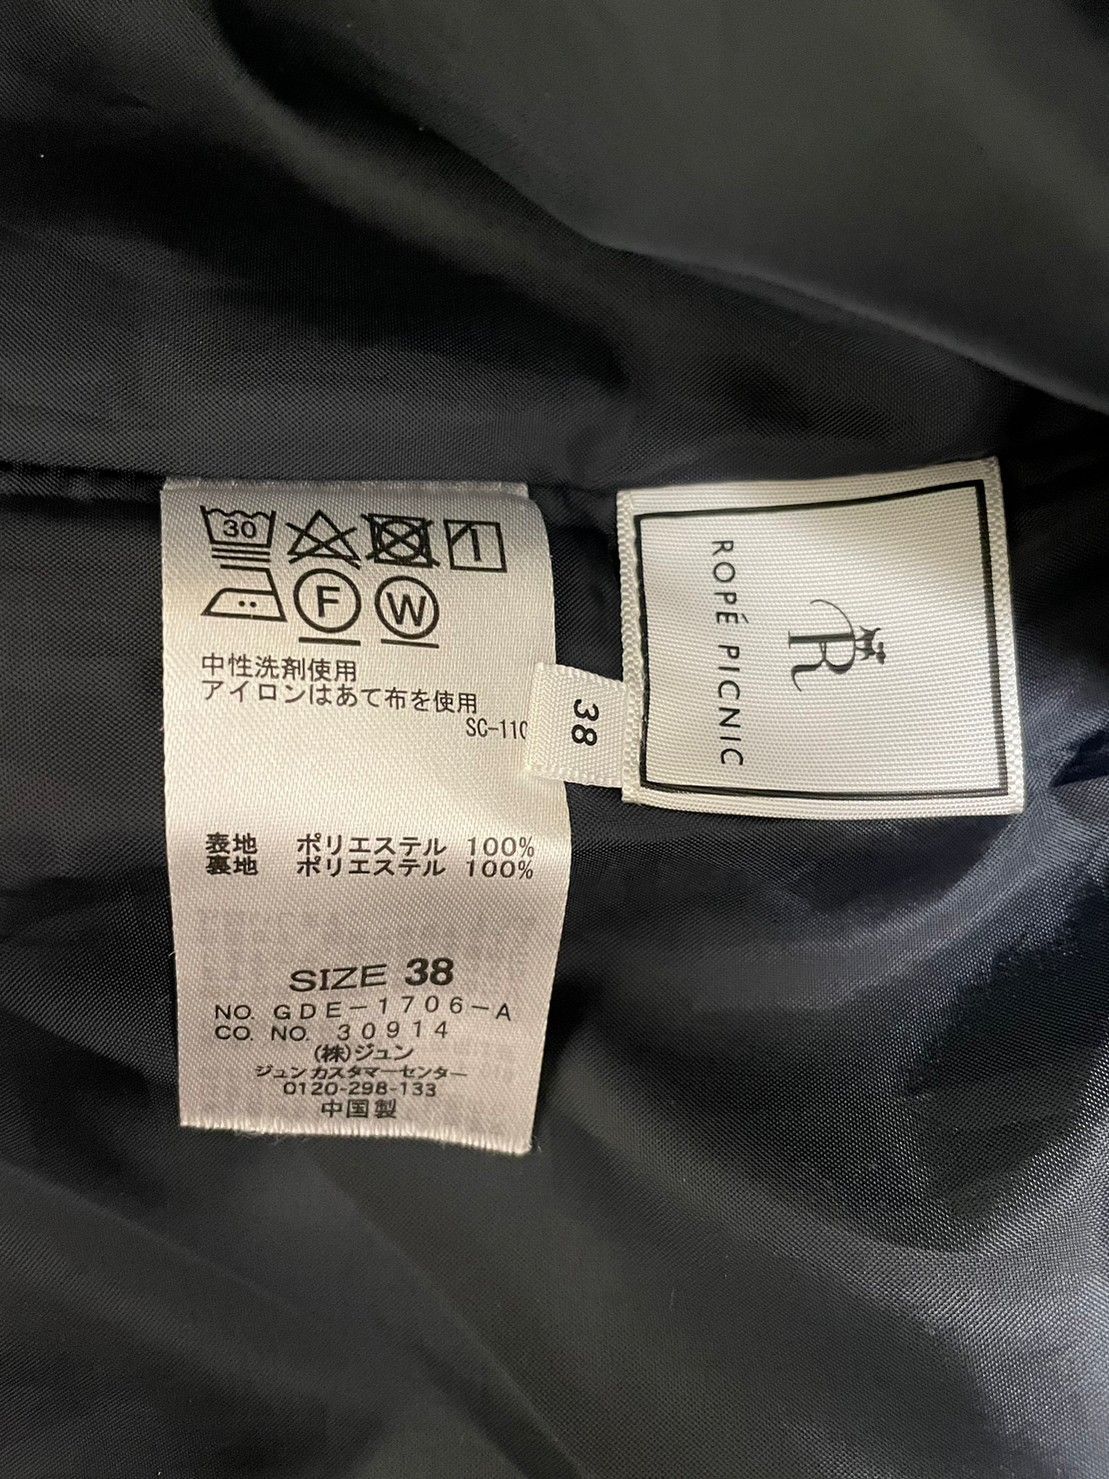 30
F W
中性洗剤使用
アイロンはあて布を使用
SC-11
表地 ポリエステル 100%
裏地 ポリエステル 100%
SIZE 38
NO. GDE-1706-A
CO. NO. 30914
(株)ジュン
ジュンカスタマーセンター
0120-298-133
中国製
38
R
ROPÉ PICNIC